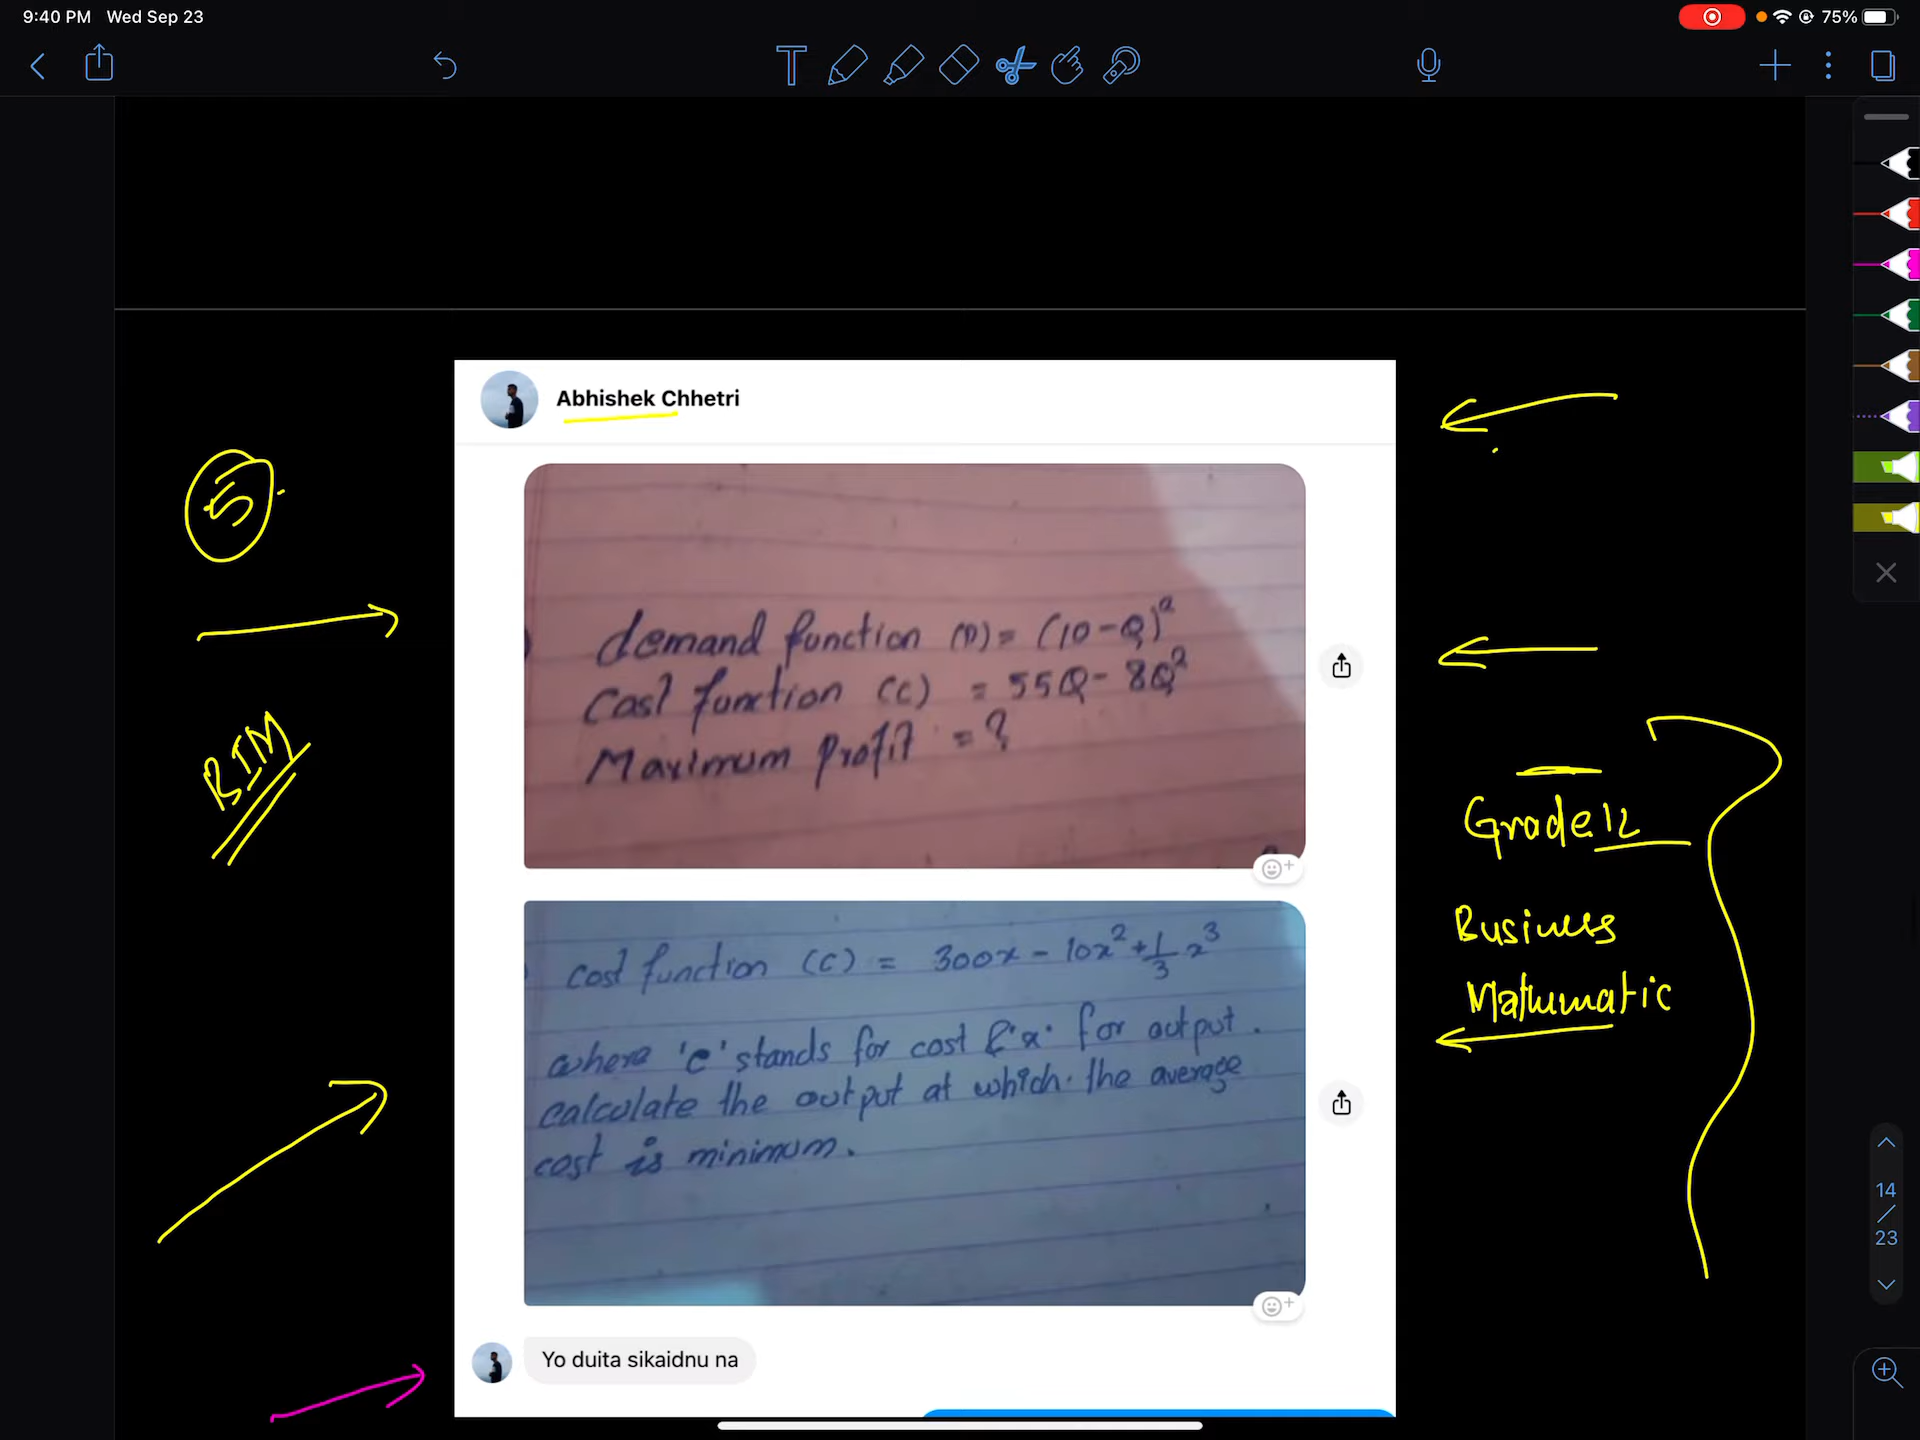 9:40 PM Wed Sep 23
75%
Abhishek Chhetri
5
demand function (P) = (10-Q)²
Cost function (C) = 55Q - 8Q²
Maximum profit = ?
BIM
Grade 12
Business
Mathematic
cost function (C) = 300x - 10x² + 1/3 x³
where 'c' stands for cost & 'x' for output.
calculate the output at which the average
cost is minimum.
Yo duita sikaidnu na
14
/
23